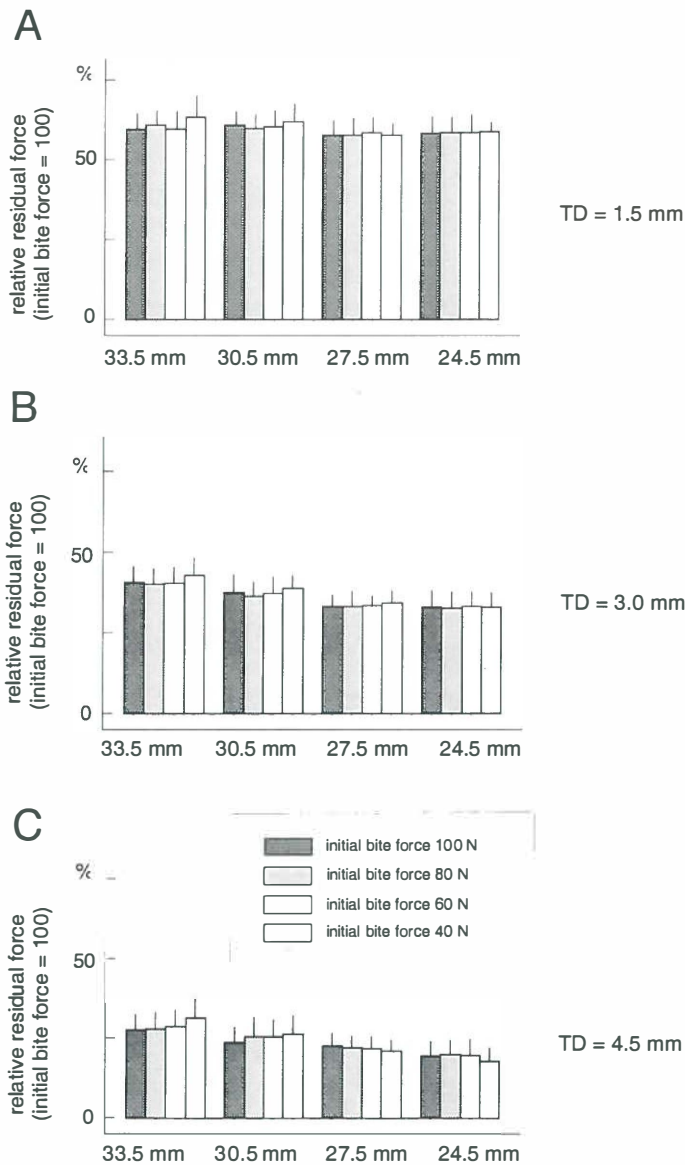 A
%
50
0
relative residual force
(initial bite force = 100)
33.5 mm
30.5 mm
27.5 mm
24.5 mm
TD = 1.5 mm
B
%
50
0
relative residual force
(initial bite force = 100)
33.5 mm
30.5 mm
27.5 mm
24.5 mm
TD = 3.0 mm
C
initial bite force 100 N
initial bite force 80 N
initial bite force 60 N
initial bite force 40 N
%
50
0
relative residual force
(initial bite force = 100)
33.5 mm
30.5 mm
27.5 mm
24.5 mm
TD = 4.5 mm